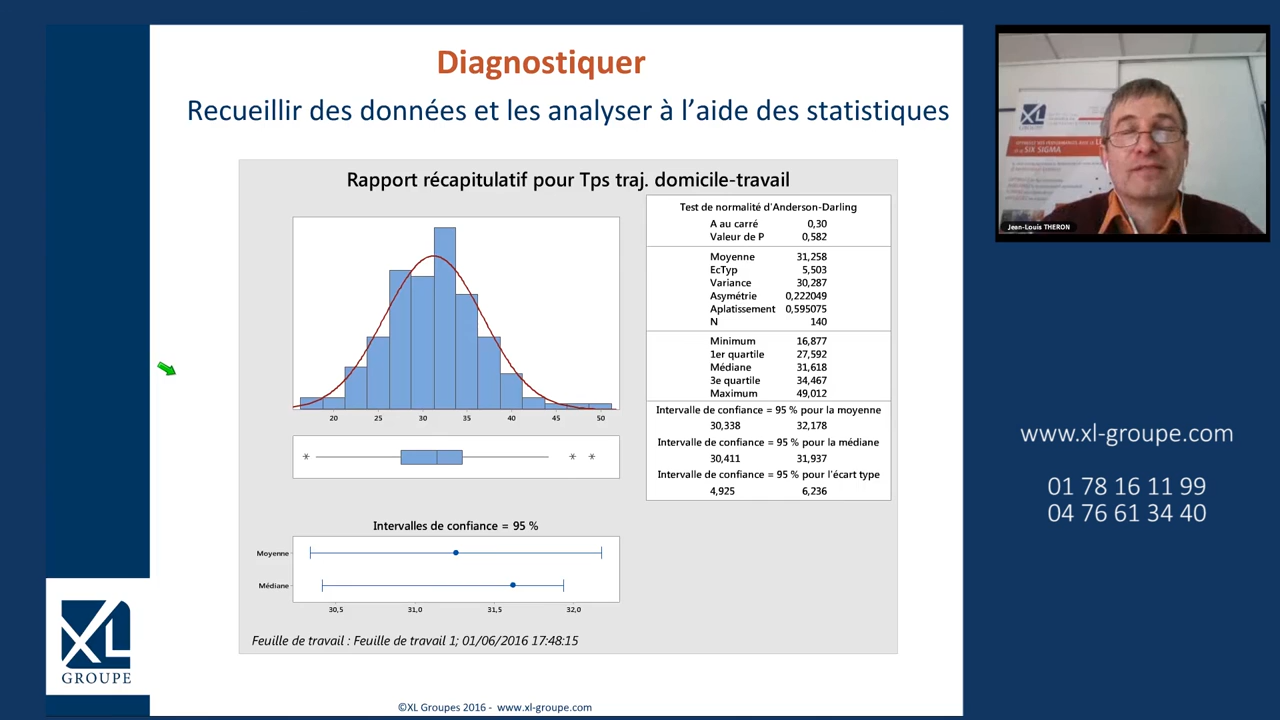 Diagnostiquer
Recueillir des données et les analyser à l'aide des statistiques
Rapport récapitulatif pour Tps traj. domicile-travail
Test de normalité d'Anderson-Darling
A au carré 0,30
Valeur de P 0,582
Moyenne 31,258
EcTyp 5,503
Variance 30,287
Asymétrie 0,222049
Aplatissement 0,595075
N 140
Minimum 16,877
1er quartile 27,592
Médiane 31,618
3e quartile 34,467
Maximum 49,012
Intervalle de confiance = 95 % pour la moyenne
30,338 32,178
Intervalle de confiance = 95 % pour la médiane
30,411 31,937
Intervalle de confiance = 95 % pour l'écart type
4,925 6,236
20 25 30 35 40 45 50
Intervalles de confiance = 95 %
Moyenne
Médiane
30,5 31,0 31,5 32,0
Feuille de travail : Feuille de travail 1; 01/06/2016 17:48:15
XL
GROUPE
©XL Groupes 2016 - www.xl-groupe.com
XL
SIX SIGMA
Jean-Louis THERON
www.xl-groupe.com
01 78 16 11 99
04 76 61 34 40